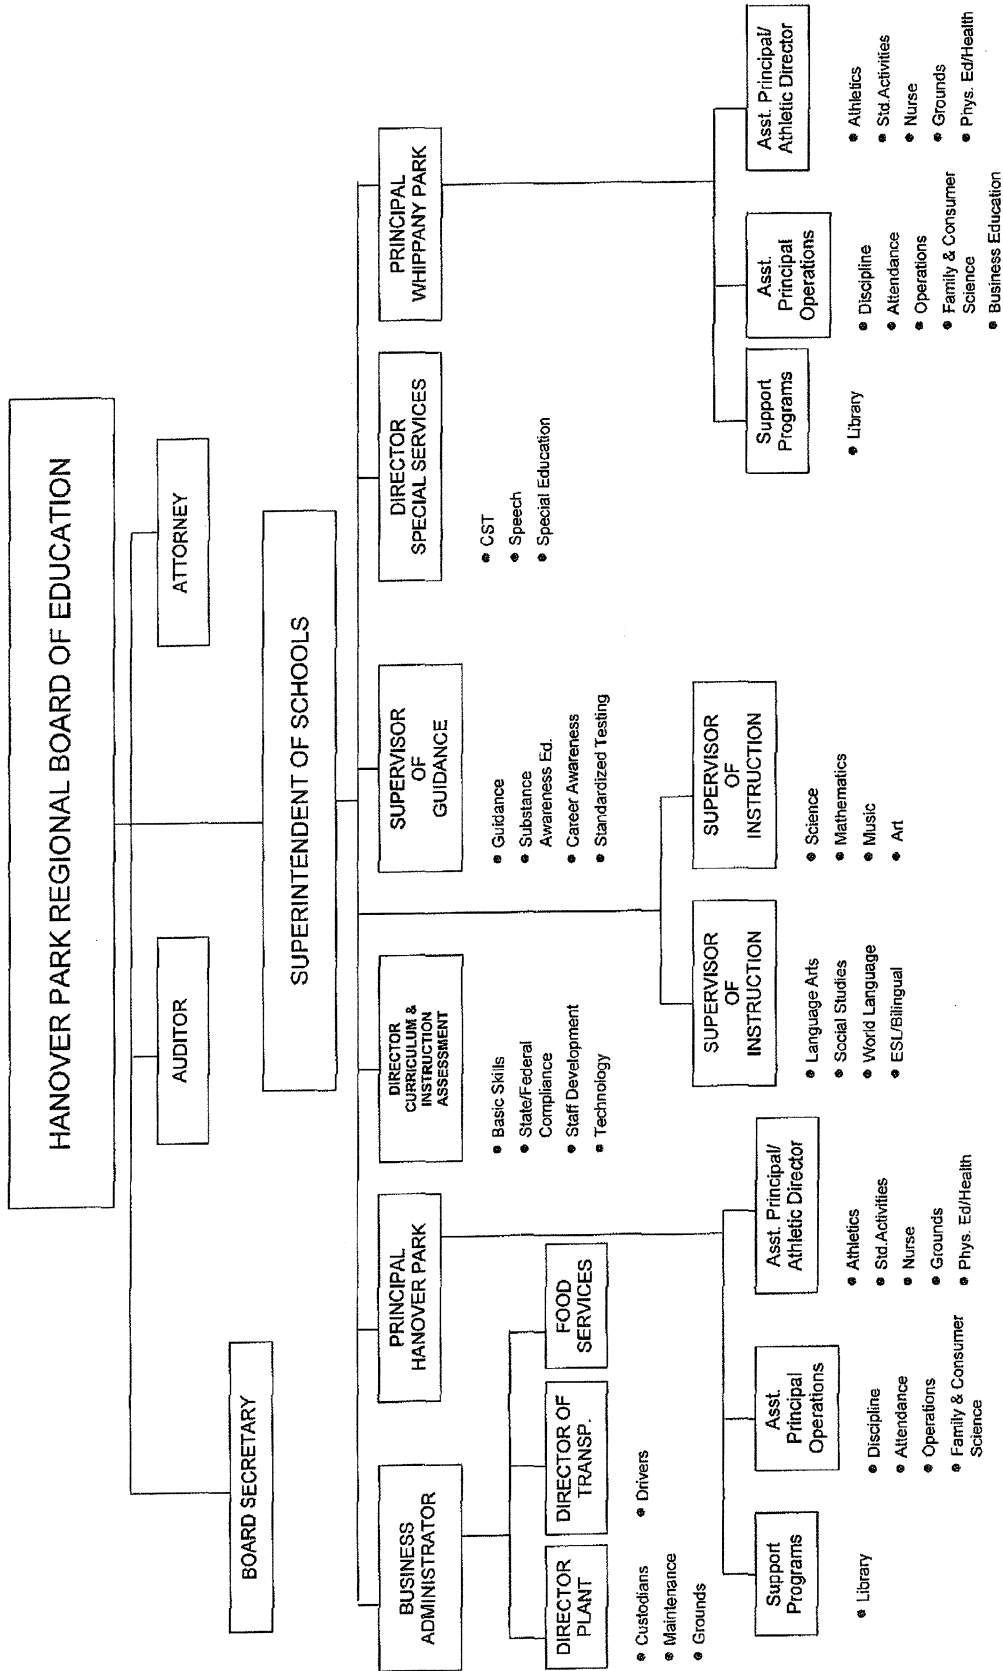 HANOVER PARK REGIONAL BOARD OF EDUCATION
BOARD SECRETARY
AUDITOR
ATTORNEY
SUPERINTENDENT OF SCHOOLS
BUSINESS
ADMINISTRATOR
PRINCIPAL
HANOVER PARK
DIRECTOR
CURRICULUM &
INSTRUCTION
ASSESSMENT
SUPERVISOR
OF
GUIDANCE
DIRECTOR
SPECIAL SERVICES
PRINCIPAL
WHIPPANY PARK
• Basic Skills
• State/Federal
Compliance
• Staff Development
• Technology
• Guidance
• Substance
Awareness Ed.
• Career Awareness
• Standardized Testing
• CST
• Speech
• Special Education
DIRECTOR
PLANT
DIRECTOR OF
TRANSP.
FOOD
SERVICES
• Custodians
• Maintenance
• Grounds
• Drivers
SUPERVISOR
OF
INSTRUCTION
SUPERVISOR
OF
INSTRUCTION
• Language Arts
• Social Studies
• World Language
• ESL/Bilingual
• Science
• Mathematics
• Music
• Art
Support
Programs
Asst.
Principal
Operations
Asst. Principal/
Athletic Director
• Library
• Discipline
• Attendance
• Operations
• Family & Consumer
Science
• Athletics
• Std.Activities
• Nurse
• Grounds
• Phys. Ed/Health
Support
Programs
Asst.
Principal
Operations
Asst. Principal/
Athletic Director
• Library
• Discipline
• Attendance
• Operations
• Family & Consumer
Science
• Business Education
• Athletics
• Std.Activities
• Nurse
• Grounds
• Phys. Ed/Health